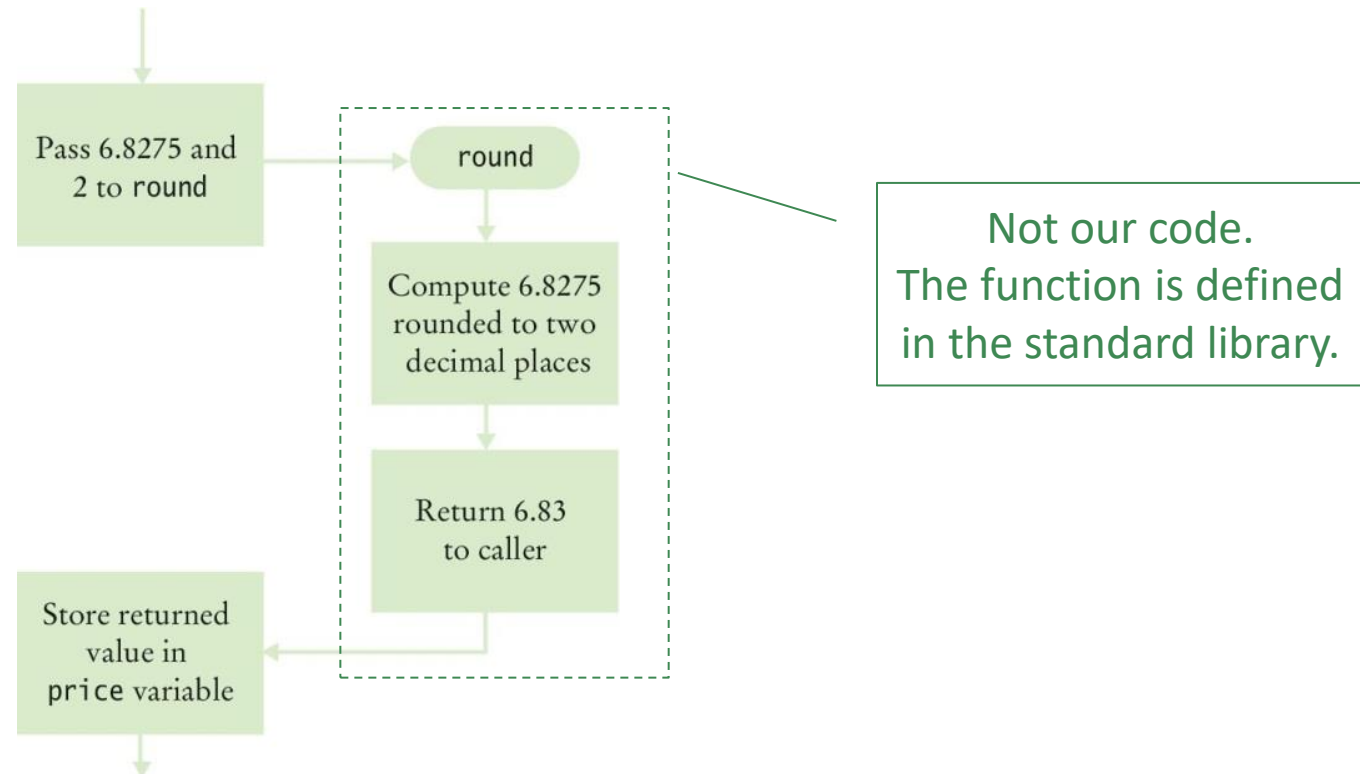 Pass 6.8275 and
2 to round
round
Compute 6.8275
rounded to two
decimal places
Return 6.83
to caller
Store returned
value in
price variable
Not our code.
The function is defined
in the standard library.